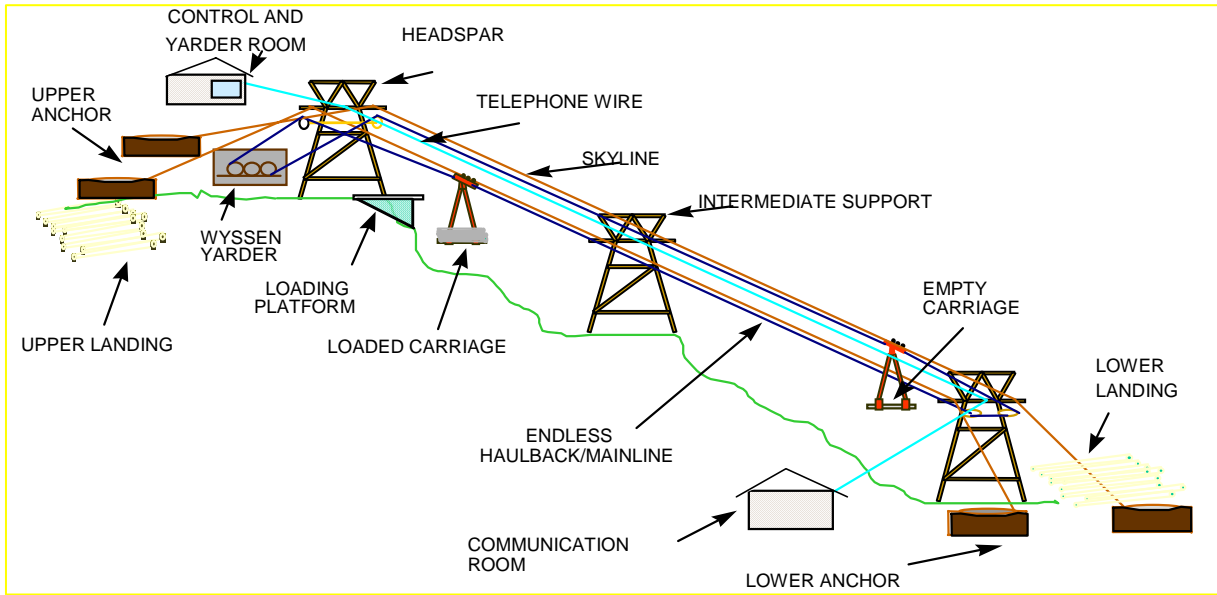 CONTROL AND
YARDER ROOM
HEADSPAR
UPPER
ANCHOR
TELEPHONE WIRE
SKYLINE
INTERMEDIATE SUPPORT
WYSSEN
YARDER
LOADING
PLATFORM
EMPTY
CARRIAGE
UPPER LANDING
LOADED CARRIAGE
LOWER
LANDING
ENDLESS
HAULBACK/MAINLINE
COMMUNICATION
ROOM
LOWER ANCHOR